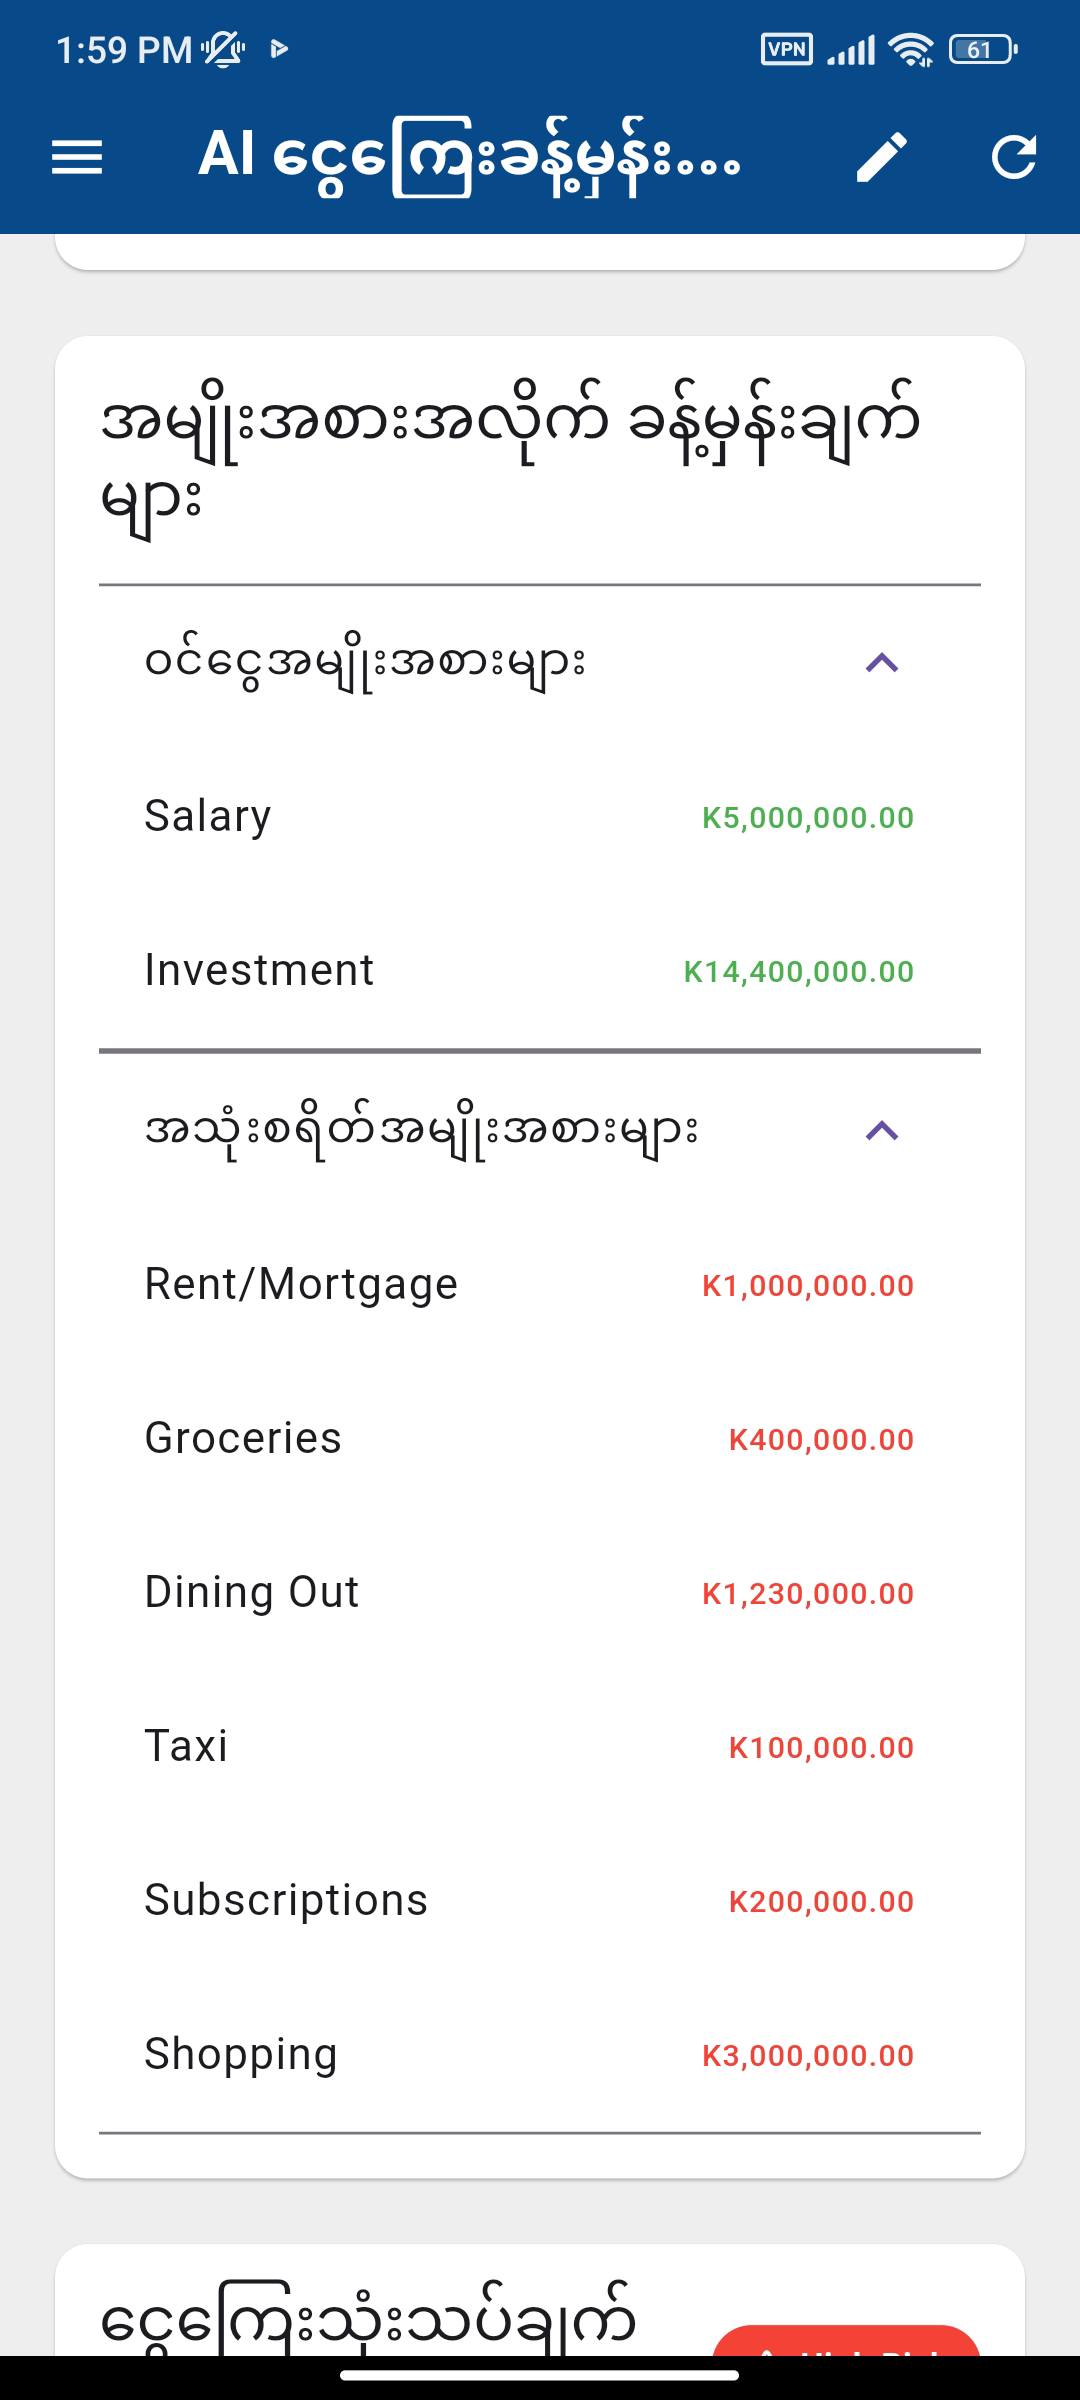 1:59 PM
VPN
61
AI ငွေကြေးခန့်မှန်း...
အမျိုးအစားအလိုက် ခန့်မှန်းချက်
များ
ဝင်ငွေအမျိုးအစားများ
Salary K5,000,000.00
Investment K14,400,000.00
အသုံးစရိတ်အမျိုးအစားများ
Rent/Mortgage K1,000,000.00
Groceries K400,000.00
Dining Out K1,230,000.00
Taxi K100,000.00
Subscriptions K200,000.00
Shopping K3,000,000.00
ငွေကြေးသုံးသပ်ချက်